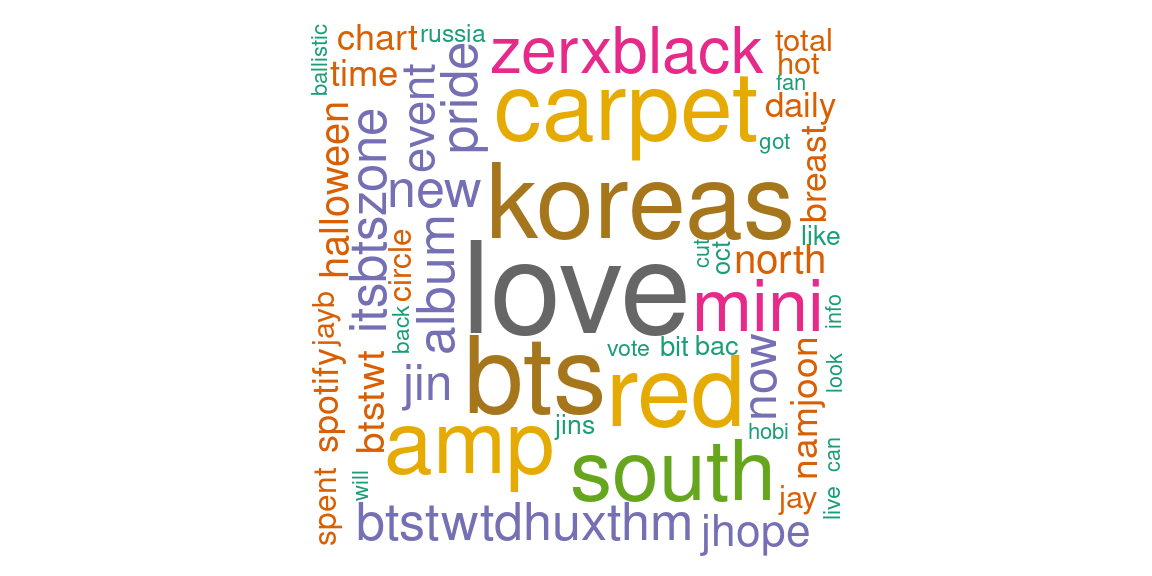 ballistic
chart
russia
zerxblack
total
time
hot
event
pride
carpet
fan
daily
halloween
itsbtszone
got
breast
new
koreas
like
circle
album
love
cut
oct
north
mini
info
jayb
back
spotify
btstwt
jin
bts
vote
bit
bac
red
now
namjoon
look
amp
jins
hobi
can
spent
will
south
jay
live
btstwtdhuxthm
jhope